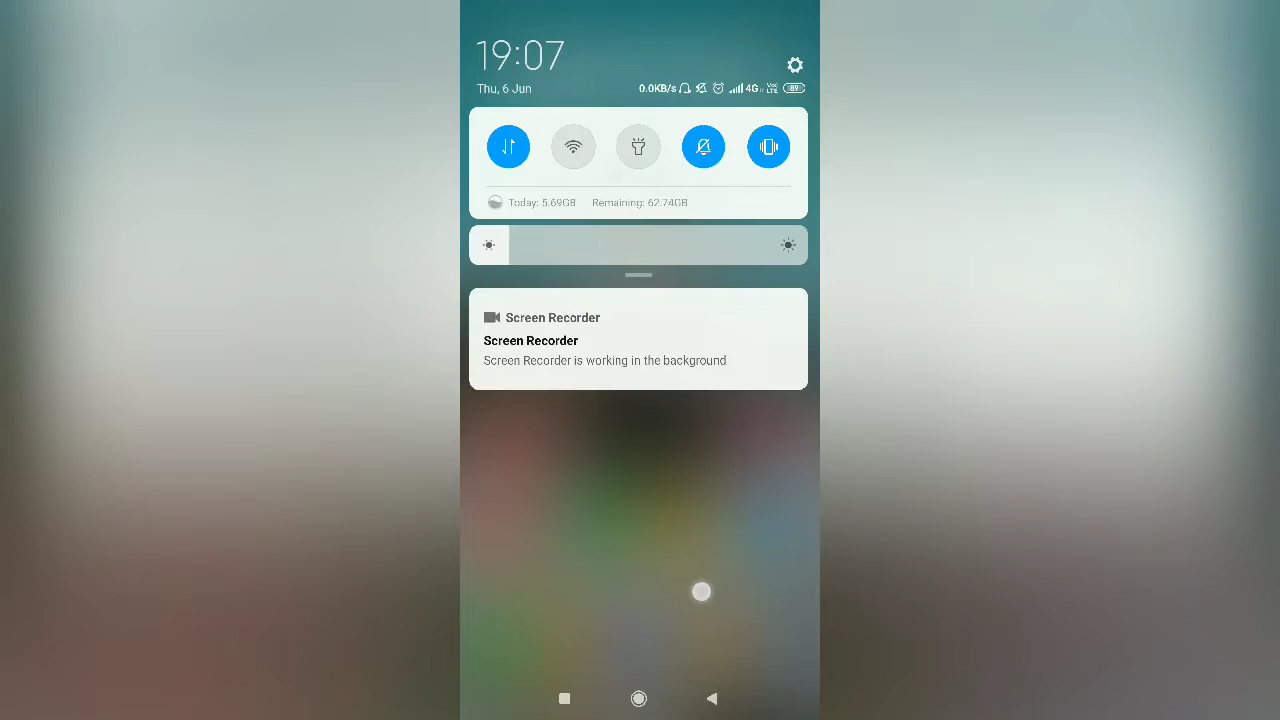 19:07
Thu, 6 Jun
0.0KB/s 4G 89
Today: 5.69GB Remaining: 62.74GB
Screen Recorder
Screen Recorder
Screen Recorder is working in the background